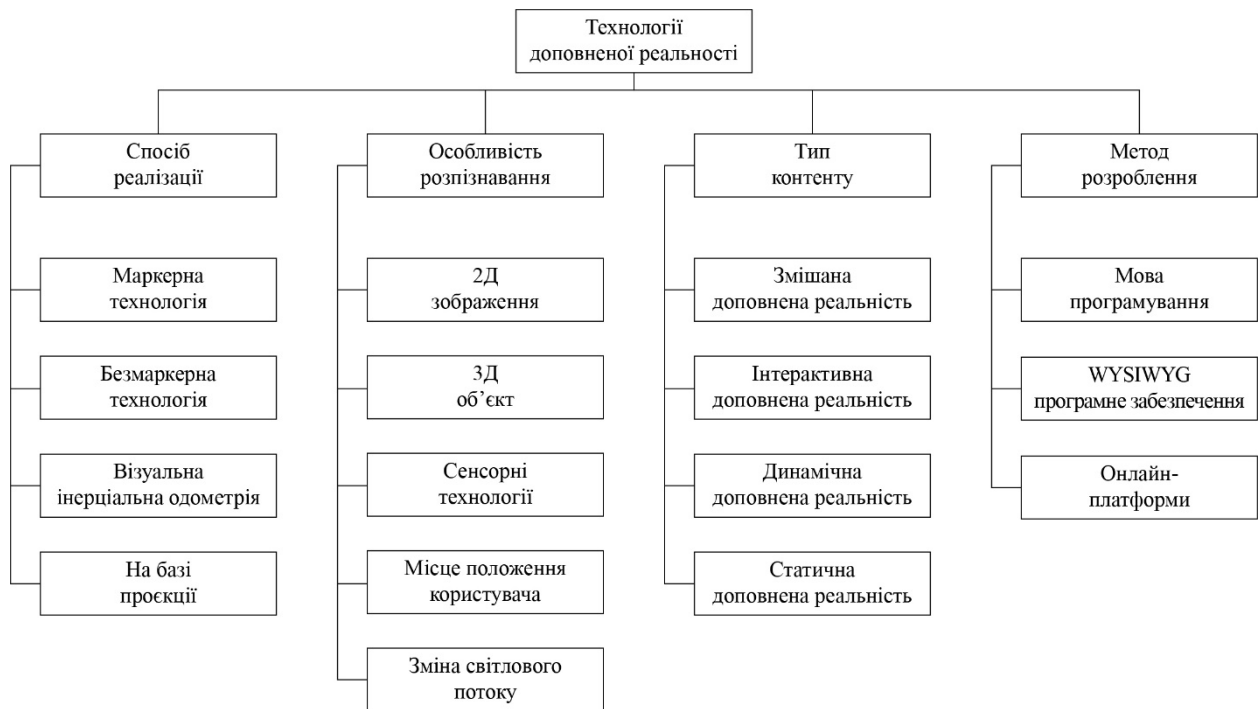 Технології
доповненої реальності
Спосіб
реалізації
Маркерна
технологія
Безмаркерна
технологія
Візуальна
інерціальна одометрія
На базі
проєкції
Особливість
розпізнавання
2Д
зображення
3Д
об’єкт
Сенсорні
технології
Місце положення
користувача
Зміна світлового
потоку
Тип
контенту
Змішана
доповнена реальність
Інтерактивна
доповнена реальність
Динамічна
доповнена реальність
Статична
доповнена реальність
Метод
розроблення
Мова
програмування
WYSIWYG
програмне забезпечення
Онлайн-
платформи